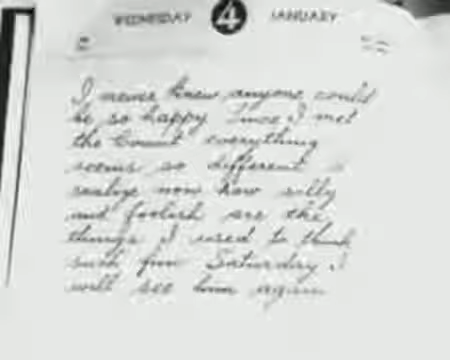 WEDNESDAY 4 JANUARY
I never knew anyone could
be so happy Since I met
the Count everything
seems so different I
realize now how silly
and foolish are the
things I used to think
such fun Saturday I
will see him again